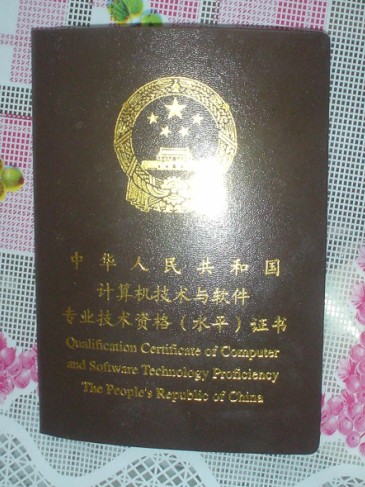 中华人民共和国
计算机技术与软件
专业技术资格（水平）证书
Qualification Certificate of Computer
and Software Technology Proficiency
The People's Republic of China